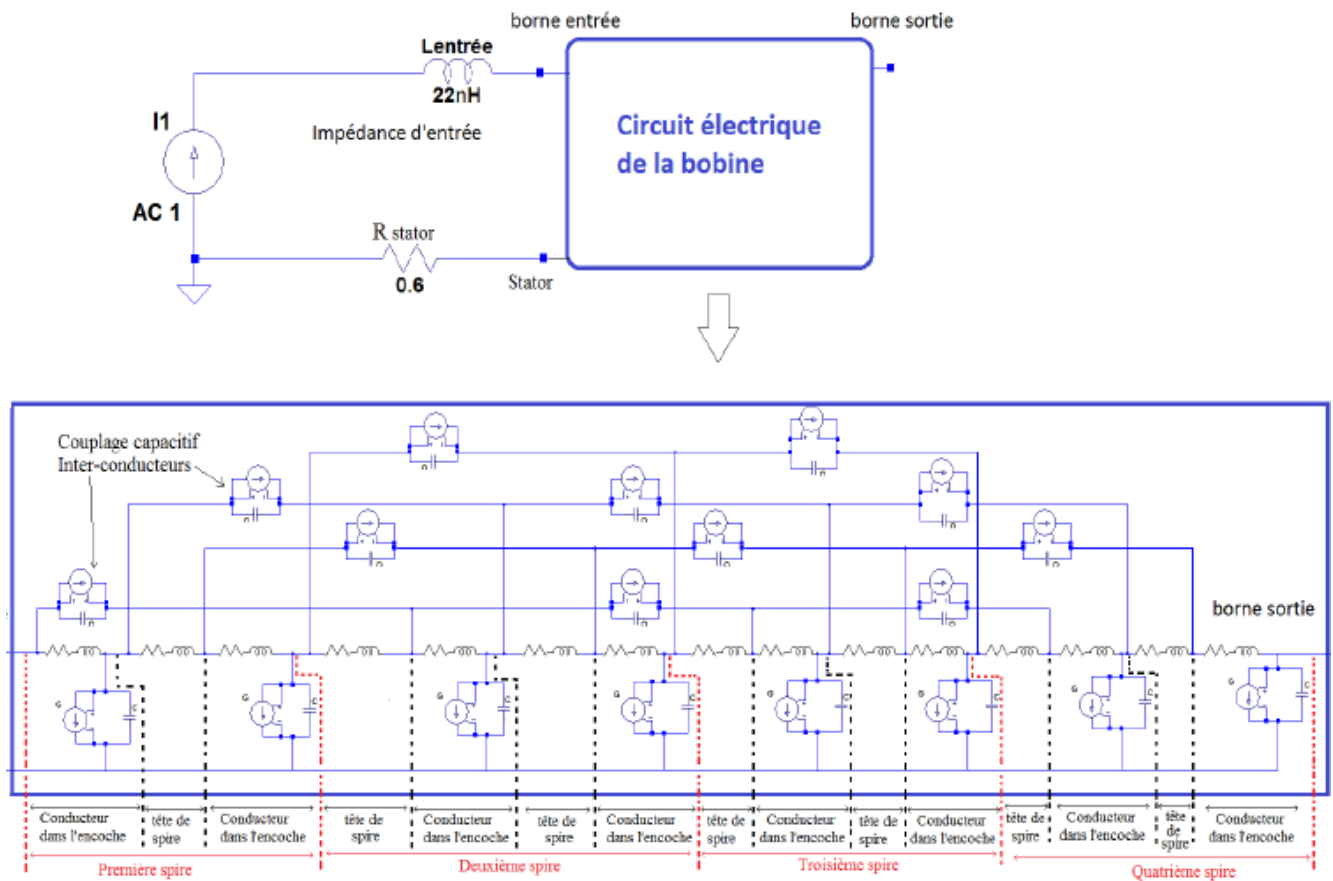 borne entrée
borne sortie
Lentrée
22nH
I1
Impédance d'entrée
Circuit électrique
de la bobine
AC 1
R stator
0.6
Stator
Couplage capacitif
Inter-conducteurs
borne sortie
G C
G C
G C
G C
G C
G C
G C
G C
Conducteur
dans l'encoche
tête de
spire
Conducteur
dans l'encoche
tête de
spire
Conducteur
dans l'encoche
tête de
spire
Conducteur
dans l'encoche
tête de
spire
Conducteur
dans l'encoche
tête de
spire
Conducteur
dans l'encoche
tête de
spire
Conducteur
dans l'encoche
tête
de
spire
Conducteur
dans l'encoche
Première spire
Deuxième spire
Troisième spire
Quatrième spire